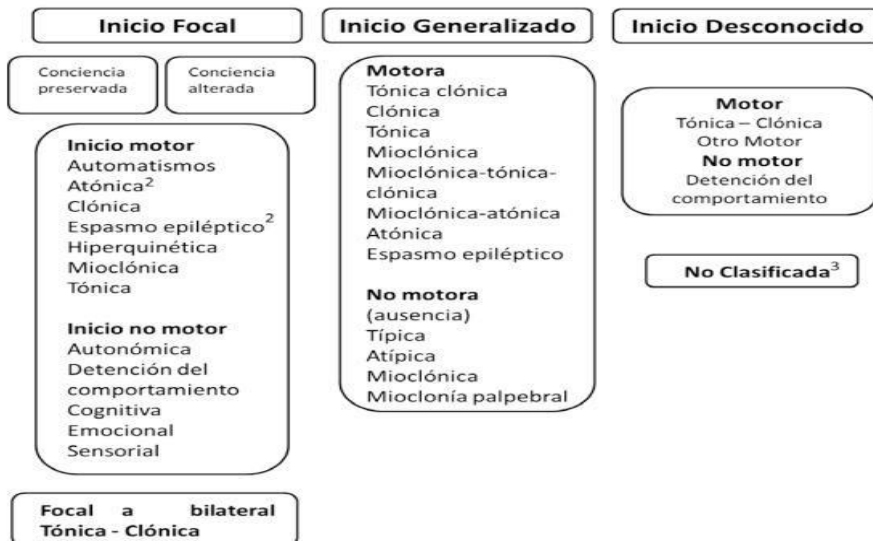 Inicio Focal
Conciencia
preservada
Conciencia
alterada
Inicio motor
Automatismos
Atónica²
Clónica
Espasmo epiléptico²
Hiperquinética
Mioclónica
Tónica
Inicio no motor
Autonómica
Detención del
comportamiento
Cognitiva
Emocional
Sensorial
Focal a bilateral
Tónica - Clónica
Inicio Generalizado
Motora
Tónica clónica
Clónica
Tónica
Mioclónica
Mioclónica-tónica-
clónica
Mioclónica-atónica
Atónica
Espasmo epiléptico
No motora
(ausencia)
Típica
Atípica
Mioclónica
Mioclonía palpebral
Inicio Desconocido
Motor
Tónica – Clónica
Otro Motor
No motor
Detención del
comportamiento
No Clasificada³